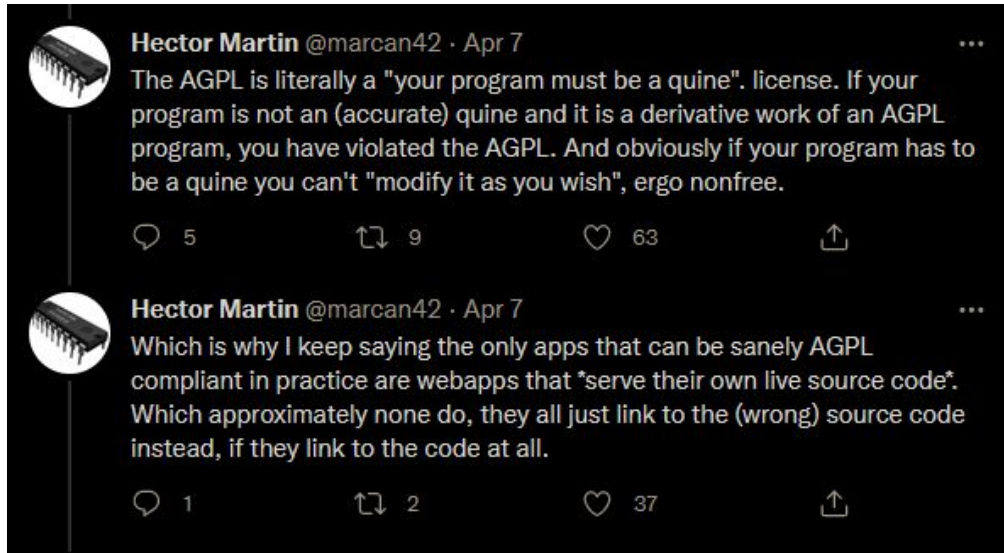 Hector Martin @marcan42 · Apr 7
The AGPL is literally a "your program must be a quine". license. If your
program is not an (accurate) quine and it is a derivative work of an AGPL
program, you have violated the AGPL. And obviously if your program has to
be a quine you can't "modify it as you wish", ergo nonfree.
5 9 63
Hector Martin @marcan42 · Apr 7
Which is why I keep saying the only apps that can be sanely AGPL
compliant in practice are webapps that *serve their own live source code*.
Which approximately none do, they all just link to the (wrong) source code
instead, if they link to the code at all.
1 2 37